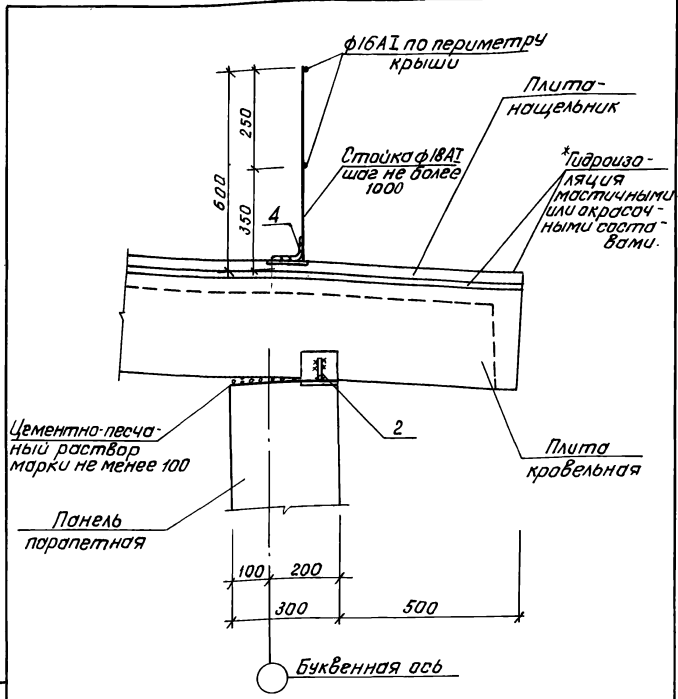 ϕ16АI по периметру
крыши
Плита-
нащельник
Стойка ϕ18АI
шаг не более
1000
*Гидроизо-
ляция
мастичными
или окрасоч-
ными соста-
вами.
250
600
350
4
Цементно-песча-
ный раствор
марки не менее 100
2
Плита
кровельная
Панель
парапетная
100
200
300
500
Буквенная ось